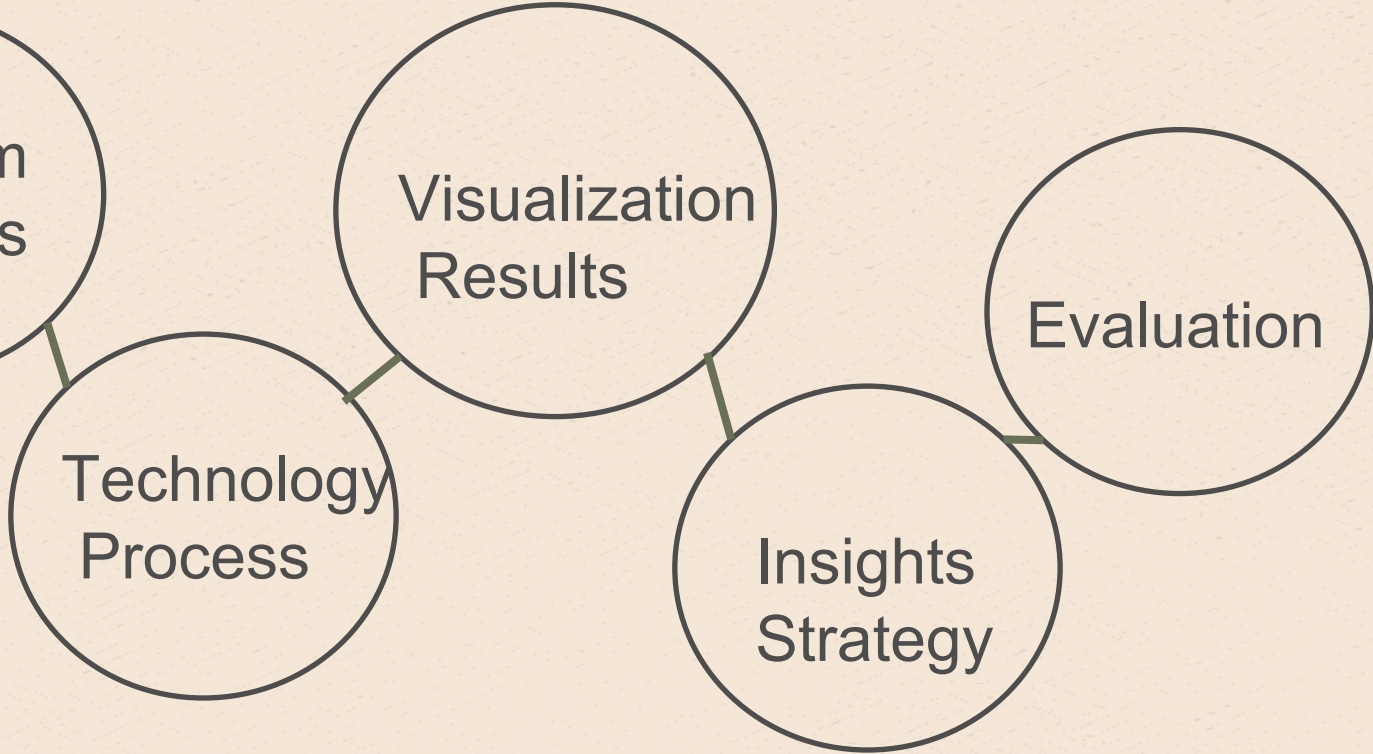 Technology
Process
Visualization
Results
Insights
Strategy
Evaluation